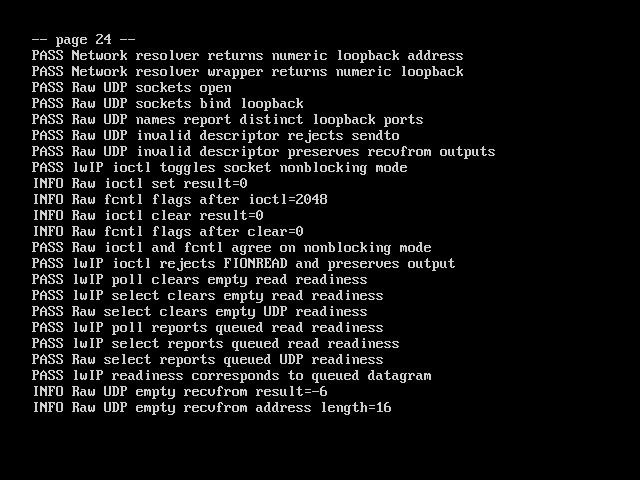 -- page 24 --
PASS Network resolver returns numeric loopback address
PASS Network resolver wrapper returns numeric loopback
PASS Raw UDP sockets open
PASS Raw UDP sockets bind loopback
PASS Raw UDP names report distinct loopback ports
PASS Raw UDP invalid descriptor rejects sendto
PASS Raw UDP invalid descriptor preserves recvfrom outputs
PASS lwIP ioctl toggles socket nonblocking mode
INFO Raw ioctl set result=0
INFO Raw fcntl flags after ioctl=2048
INFO Raw ioctl clear result=0
INFO Raw fcntl flags after clear=0
PASS Raw ioctl and fcntl agree on nonblocking mode
PASS lwIP ioctl rejects FIONREAD and preserves output
PASS lwIP poll clears empty read readiness
PASS lwIP select clears empty read readiness
PASS Raw select clears empty UDP readiness
PASS lwIP poll reports queued read readiness
PASS lwIP select reports queued read readiness
PASS Raw select reports queued UDP readiness
PASS lwIP readiness corresponds to queued datagram
INFO Raw UDP empty recvfrom result=-6
INFO Raw UDP empty recvfrom address length=16